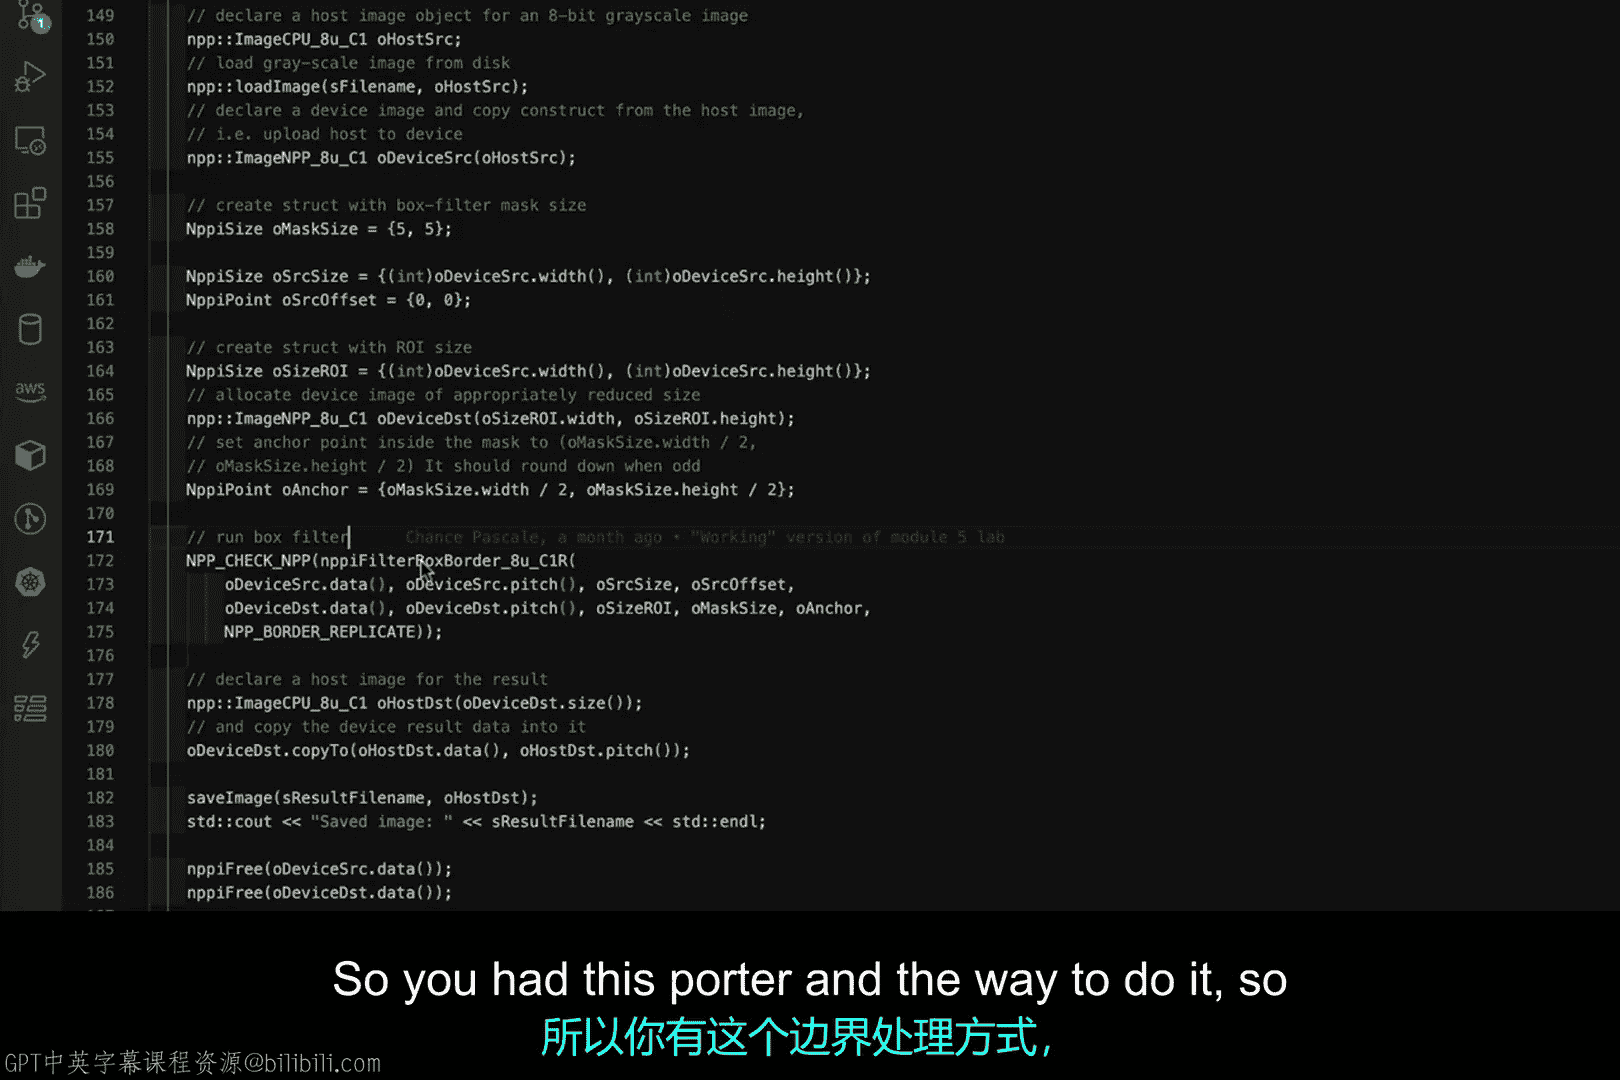 149 // declare a host image object for an 8-bit grayscale image
150 npp::ImageCPU_8u_C1 oHostSrc;
151 // load gray-scale image from disk
152 npp::loadImage(sFilename, oHostSrc);
153 // declare a device image and copy construct from the host image,
154 // i.e. upload host to device
155 npp::ImageNPP_8u_C1 oDeviceSrc(oHostSrc);
156
157 // create struct with box-filter mask size
158 NppiSize oMaskSize = {5, 5};
159
160 NppiSize oSrcSize = {(int)oDeviceSrc.width(), (int)oDeviceSrc.height()};
161 NppiPoint oSrcOffset = {0, 0};
162
163 // create struct with ROI size
164 NppiSize oSizeROI = {(int)oDeviceSrc.width(), (int)oDeviceSrc.height()};
165 // allocate device image of appropriately reduced size
166 npp::ImageNPP_8u_C1 oDeviceDst(oSizeROI.width, oSizeROI.height);
167 // set anchor point inside the mask to (oMaskSize.width / 2,
168 // oMaskSize.height / 2) It should round down when odd
169 NppiPoint oAnchor = {oMaskSize.width / 2, oMaskSize.height / 2};
170
171 // run box filter Chance Pascale, a month ago • "Working" version of module 5 lab
172 NPP_CHECK_NPP(nppiFilterBoxBorder_8u_C1R(
173 oDeviceSrc.data(), oDeviceSrc.pitch(), oSrcSize, oSrcOffset,
174 oDeviceDst.data(), oDeviceDst.pitch(), oSizeROI, oMaskSize, oAnchor,
175 NPP_BORDER_REPLICATE));
176
177 // declare a host image for the result
178 npp::ImageCPU_8u_C1 oHostDst(oDeviceDst.size());
179 // and copy the device result data into it
180 oDeviceDst.copyTo(oHostDst.data(), oHostDst.pitch());
181
182 saveImage(sResultFilename, oHostDst);
183 std::cout << "Saved image: " << sResultFilename << std::endl;
184
185 nppiFree(oDeviceSrc.data());
186 nppiFree(oDeviceDst.data());
1
aws
So you had this porter and the way to do it, so
所以你有这个边界处理方式，
GPT中英字幕课程资源@bilibili.com